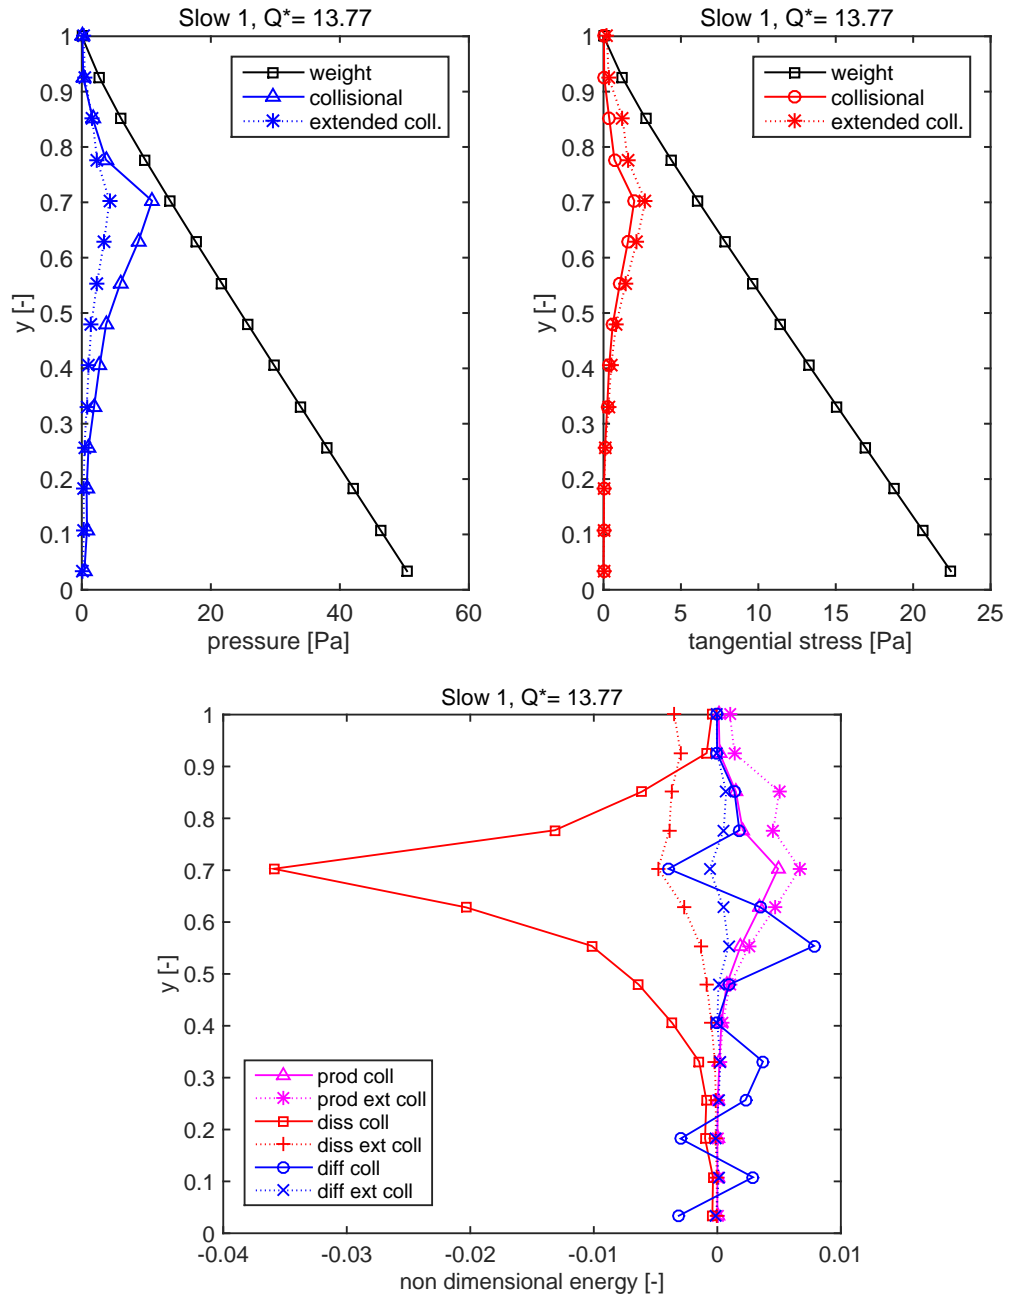 Slow 1, Q*= 13.77
1
0.9
0.8
0.7
0.6
0.5
0.4
0.3
0.2
0.1
0
y [-]
weight
collisional
extended coll.
0
20
40
60
pressure [Pa]
Slow 1, Q*= 13.77
1
0.9
0.8
0.7
0.6
0.5
0.4
0.3
0.2
0.1
0
y [-]
weight
collisional
extended coll.
0
5
10
15
20
25
tangential stress [Pa]
Slow 1, Q*= 13.77
1
0.9
0.8
0.7
0.6
0.5
0.4
0.3
0.2
0.1
0
y [-]
prod coll
prod ext coll
diss coll
diss ext coll
diff coll
diff ext coll
-0.04
-0.03
-0.02
-0.01
0
0.01
non dimensional energy [-]